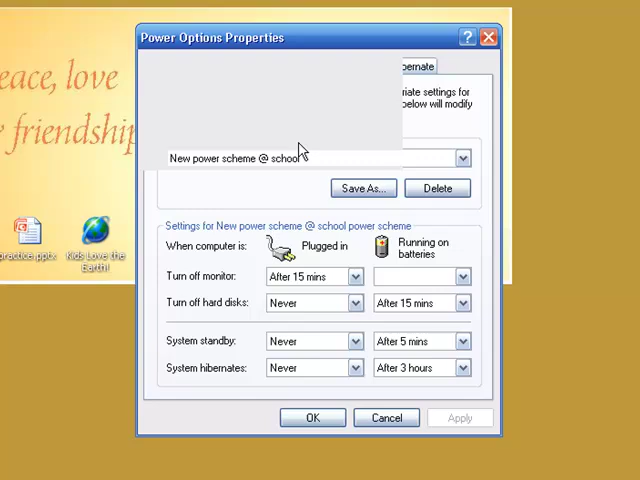 Power Options Properties
eace, love
friendship
bernate
riate settings for
below will modify
New power scheme @ school
Save As...
Delete
Settings for New power scheme @ school power scheme
When computer is:
Plugged in
Running on
batteries
Turn off monitor:
After 15 mins
Turn off hard disks:
Never
After 15 mins
System standby:
Never
After 5 mins
System hibernates:
Never
After 3 hours
OK
Cancel
Apply
practice.pptx
Kids Love the
Earth!